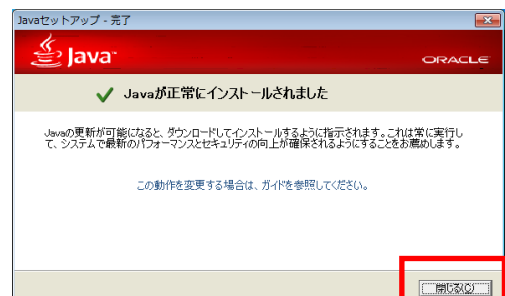 Javaセットアップ - 完了
Java
ORACLE
Javaが正常にインストールされました
Javaの更新が可能になると、ダウンロードしてインストールするように指示されます。これは常に実行し
て、システムで最新のパフォーマンスとセキュリティの向上が確保されるようにすることをお薦めします。
この動作を変更する場合は、ガイドを参照してください。
閉じる(C)